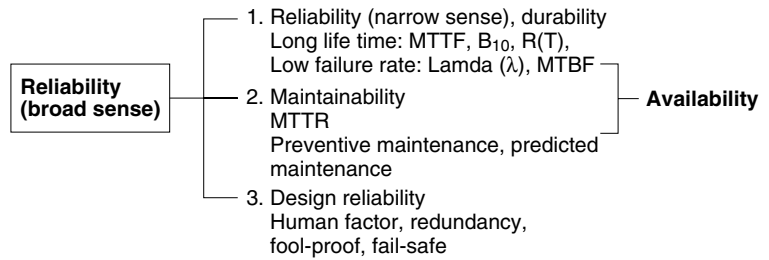 1. Reliability (narrow sense), durability
Long life time: MTTF, B₁₀, R(T),
Low failure rate: Lamda (λ), MTBF
Reliability
(broad sense)
2. Maintainability
MTTR
Preventive maintenance, predicted
maintenance
Availability
3. Design reliability
Human factor, redundancy,
fool-proof, fail-safe